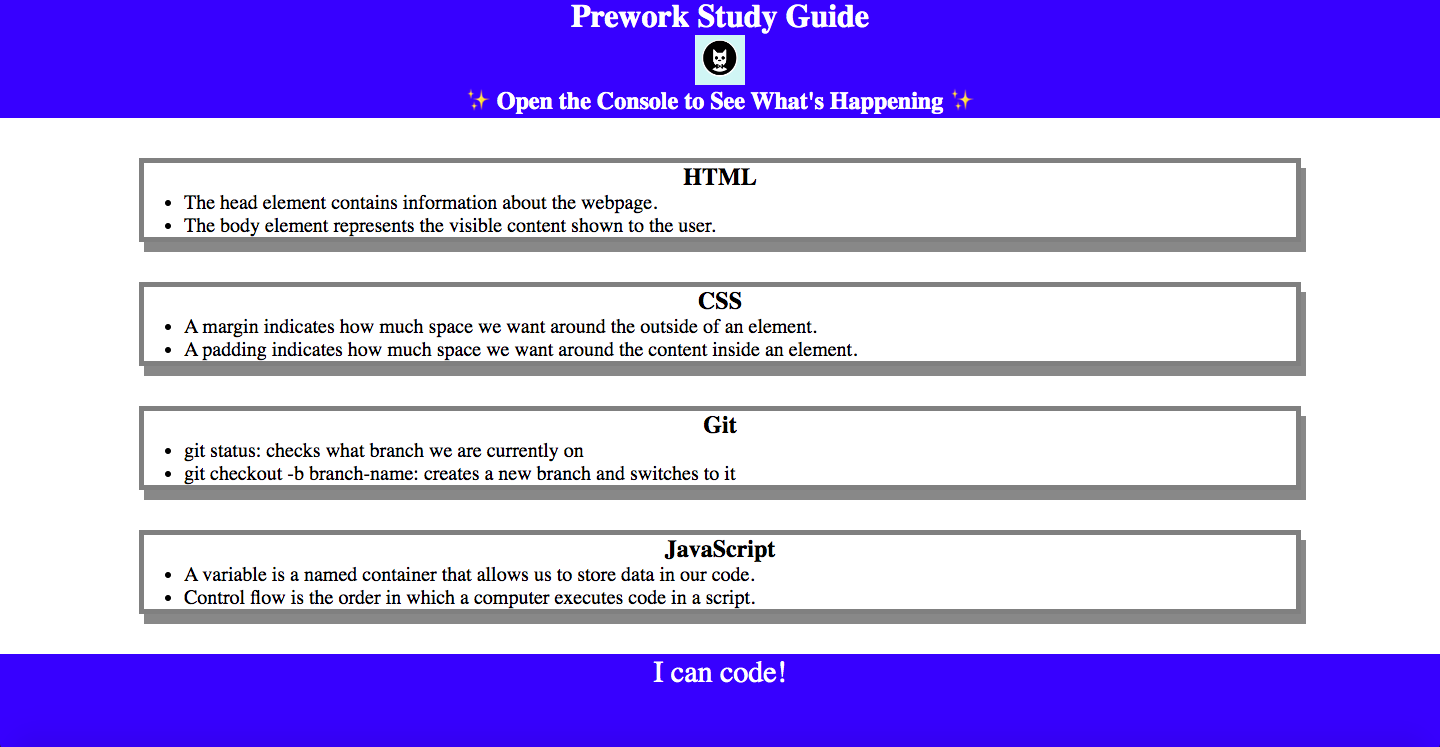 Prework Study Guide
✨ Open the Console to See What's Happening ✨
HTML
• The head element contains information about the webpage.
• The body element represents the visible content shown to the user.
CSS
• A margin indicates how much space we want around the outside of an element.
• A padding indicates how much space we want around the content inside an element.
Git
• git status: checks what branch we are currently on
• git checkout -b branch-name: creates a new branch and switches to it
JavaScript
• A variable is a named container that allows us to store data in our code.
• Control flow is the order in which a computer executes code in a script.
I can code!